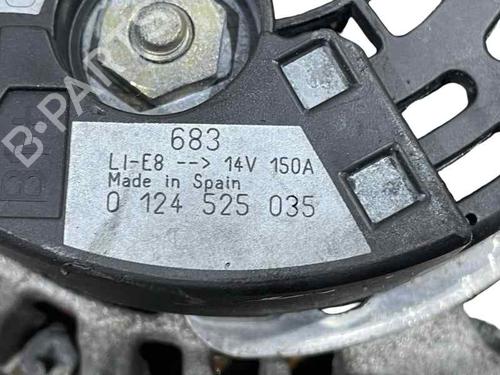 683
LI-E8 --> 14V 150A
Made in Spain
0 124 525 035
B-PARTS